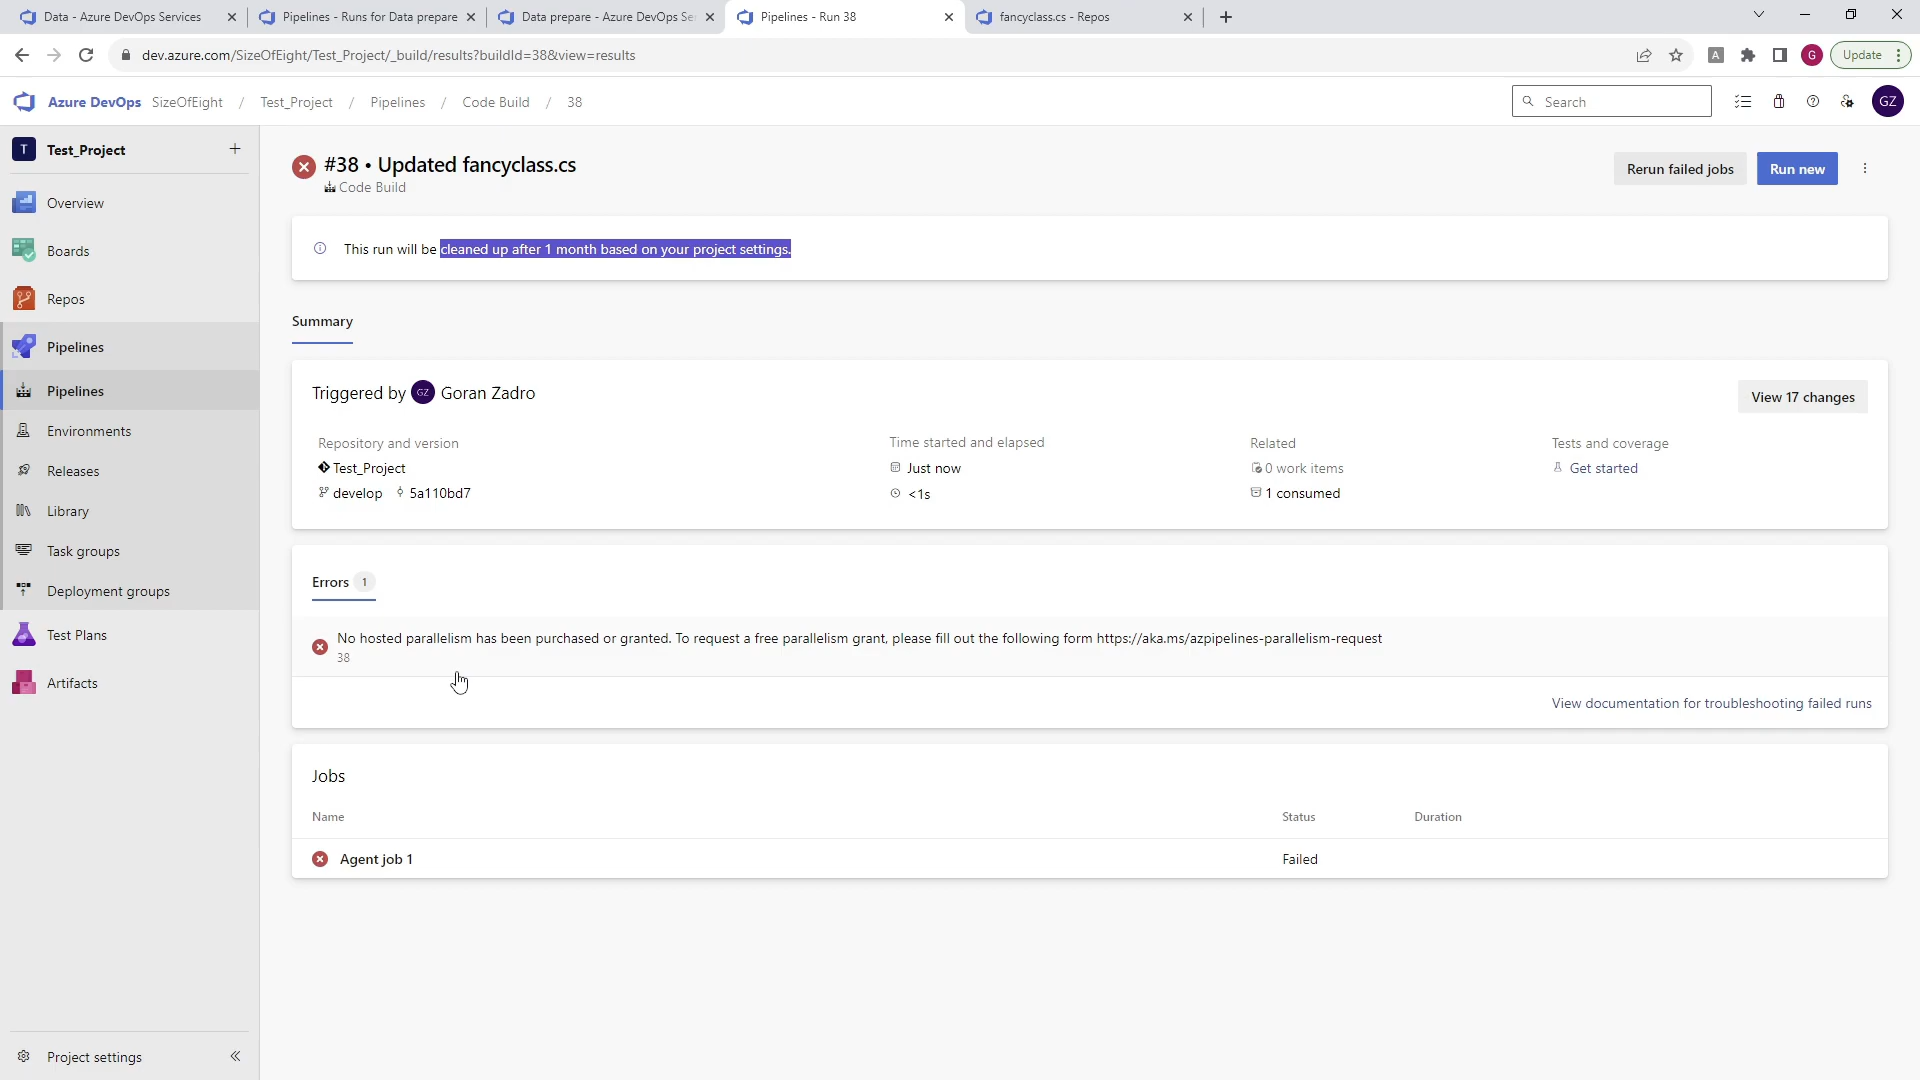 Data - Azure DevOps Services
Pipelines - Runs for Data prepare
Data prepare - Azure DevOps Se
Pipelines - Run 38
fancyclass.cs - Repos
dev.azure.com/SizeOfEight/Test_Project/_build/results?buildId=38&view=results
A
G
Update
Azure DevOps SizeOfEight / Test_Project / Pipelines / Code Build / 38
Search
GZ
T Test_Project
Overview
Boards
Repos
Pipelines
Pipelines
Environments
Releases
Library
Task groups
Deployment groups
Test Plans
Artifacts
Project settings
#38 • Updated fancyclass.cs
Code Build
Rerun failed jobs
Run new
This run will be cleaned up after 1 month based on your project settings.
Summary
Triggered by GZ Goran Zadro
View 17 changes
Repository and version
Test_Project
develop 5a110bd7
Time started and elapsed
Just now
<1s
Related
0 work items
1 consumed
Tests and coverage
Get started
Errors 1
No hosted parallelism has been purchased or granted. To request a free parallelism grant, please fill out the following form https://aka.ms/azpipelines-parallelism-request
38
View documentation for troubleshooting failed runs
Jobs
Name Status Duration
Agent job 1 Failed